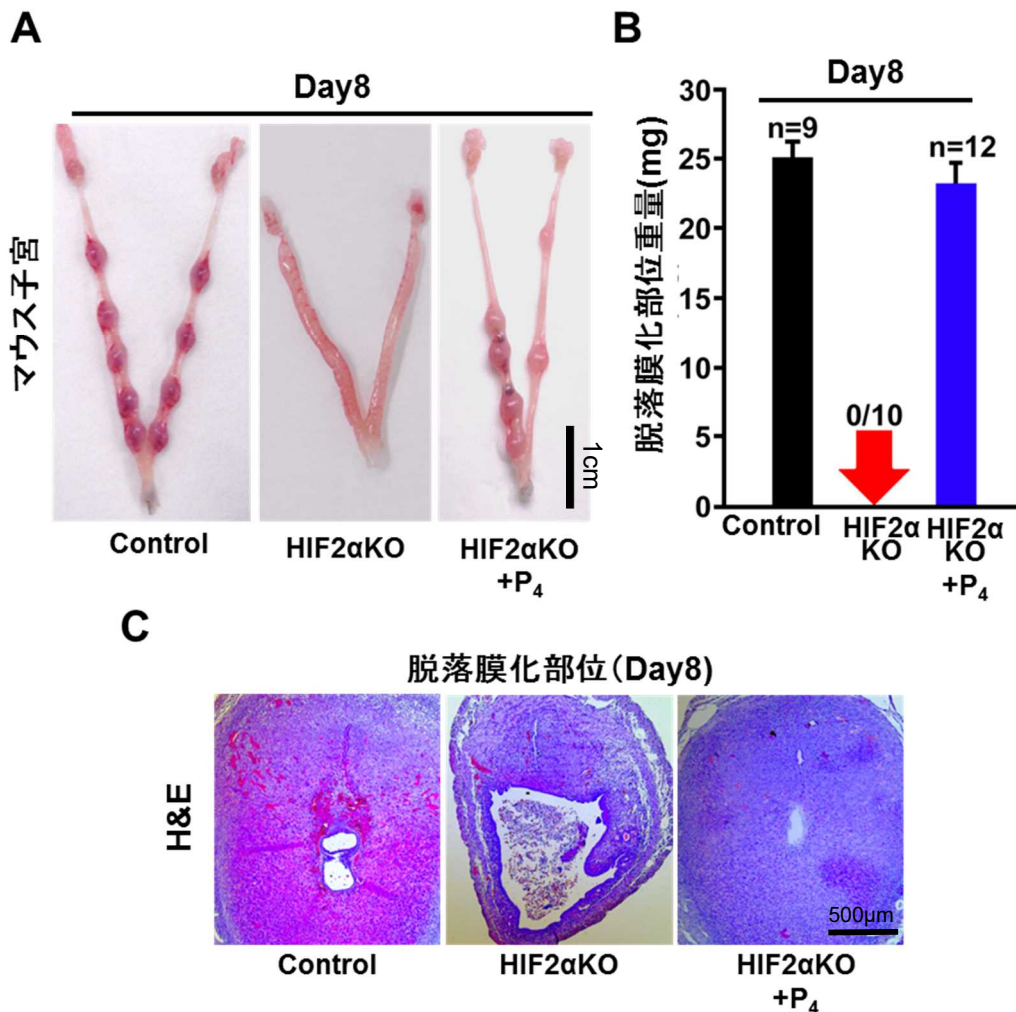 A
Day8
マウス子宮
Control
HIF2αKO
HIF2αKO
+P4
1cm
B
Day8
脱落膜化部位重量(mg)
30
25
20
15
10
5
0
n=9
0/10
n=12
Control
HIF2α
KO
HIF2α
KO
+P4
C
脱落膜化部位(Day8)
H&E
500μm
Control
HIF2αKO
HIF2αKO
+P4